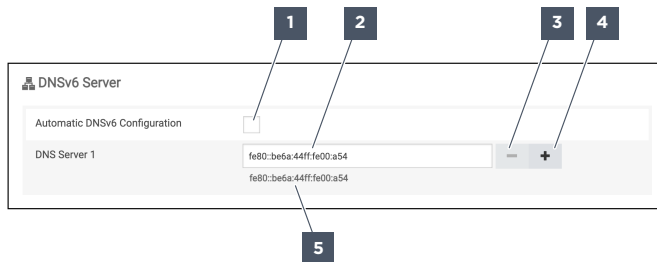 1 2 3 4
DNSv6 Server
Automatic DNSv6 Configuration
DNS Server 1 fe80::be6a:44ff:fe00:a54 − +
fe80::be6a:44ff:fe00:a54
5